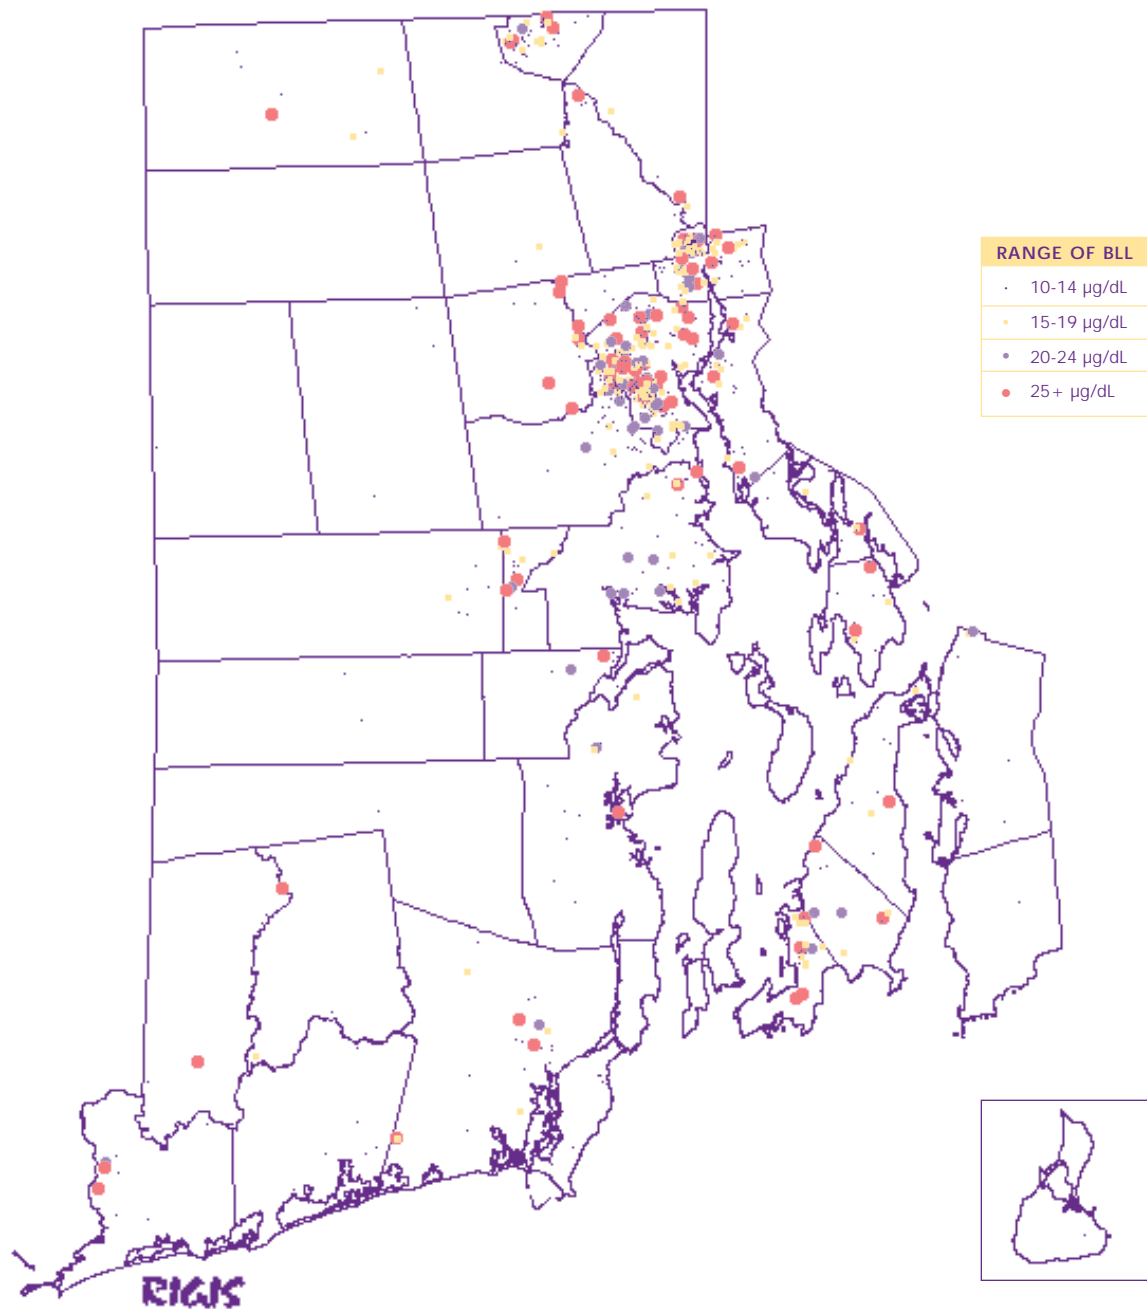 RANGE OF BLL
10-14 µg/dL
15-19 µg/dL
20-24 µg/dL
25+ µg/dL
RIGIS